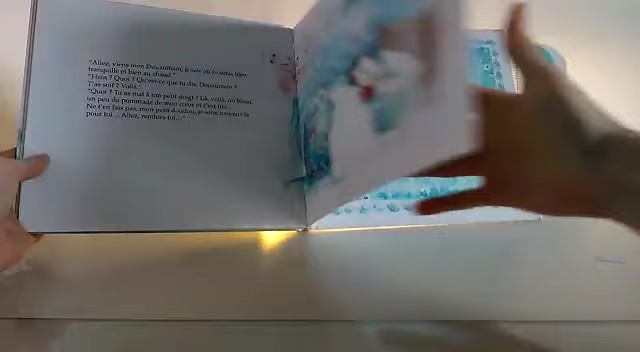 "Allez, viens mon Doudumain, je sais où tu seras bien
tranquille et bien au chaud."
"Hein ? Quoi ? Qu'est-ce que tu dis, Doudumain ?
T'as soif ? Voilà."
"Quoi ? Tu as mal à ton petit doigt ? Là, voilà, un bisou,
un peu de pommade de mon cœur et c'est fini.
Ne t'en fais pas, mon petit doudou, je serai toujours là
pour toi... Allez, rendors-toi..."